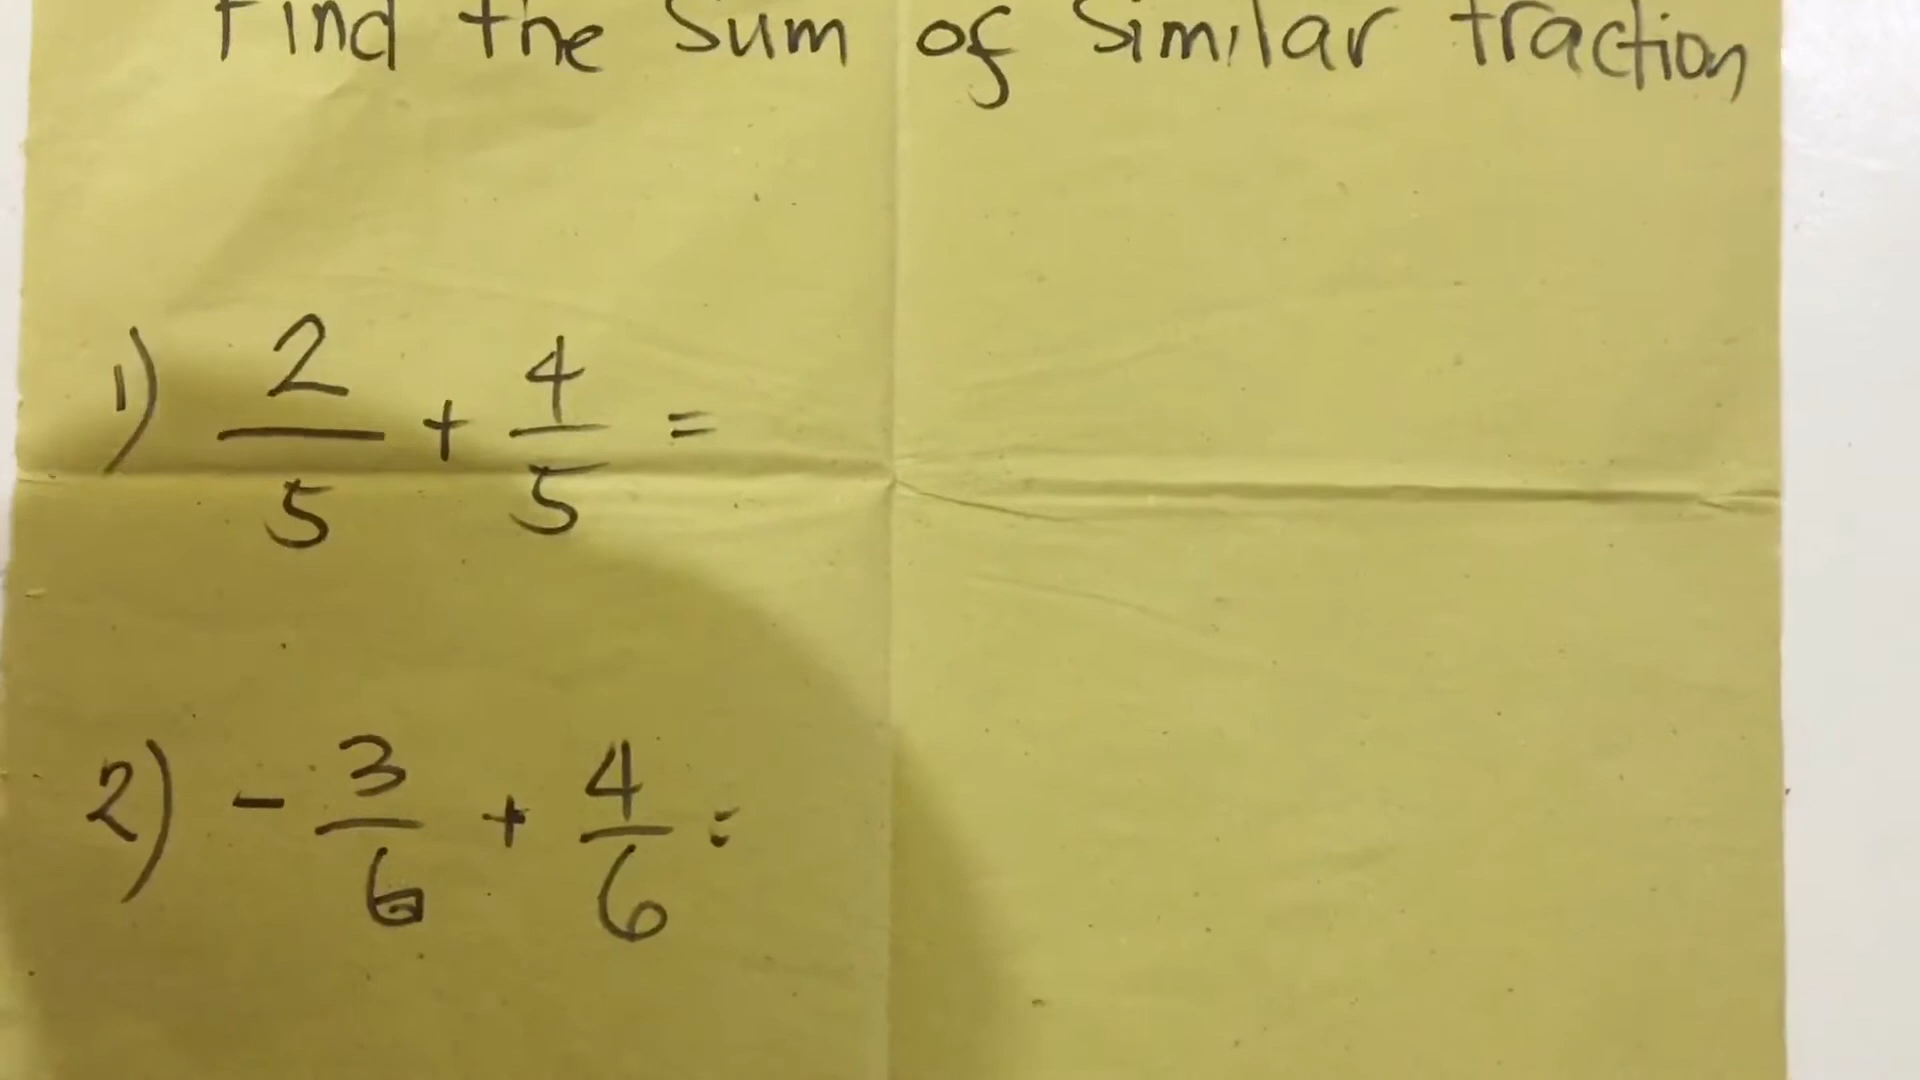 Find the Sum of Similar fraction
1) 2/5 + 4/5 =
2) - 3/6 + 4/6 =